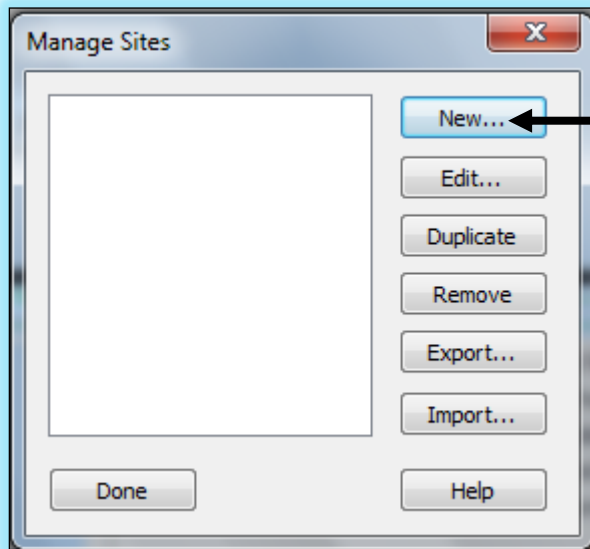 Manage Sites
New...
Edit...
Duplicate
Remove
Export...
Import...
Done
Help